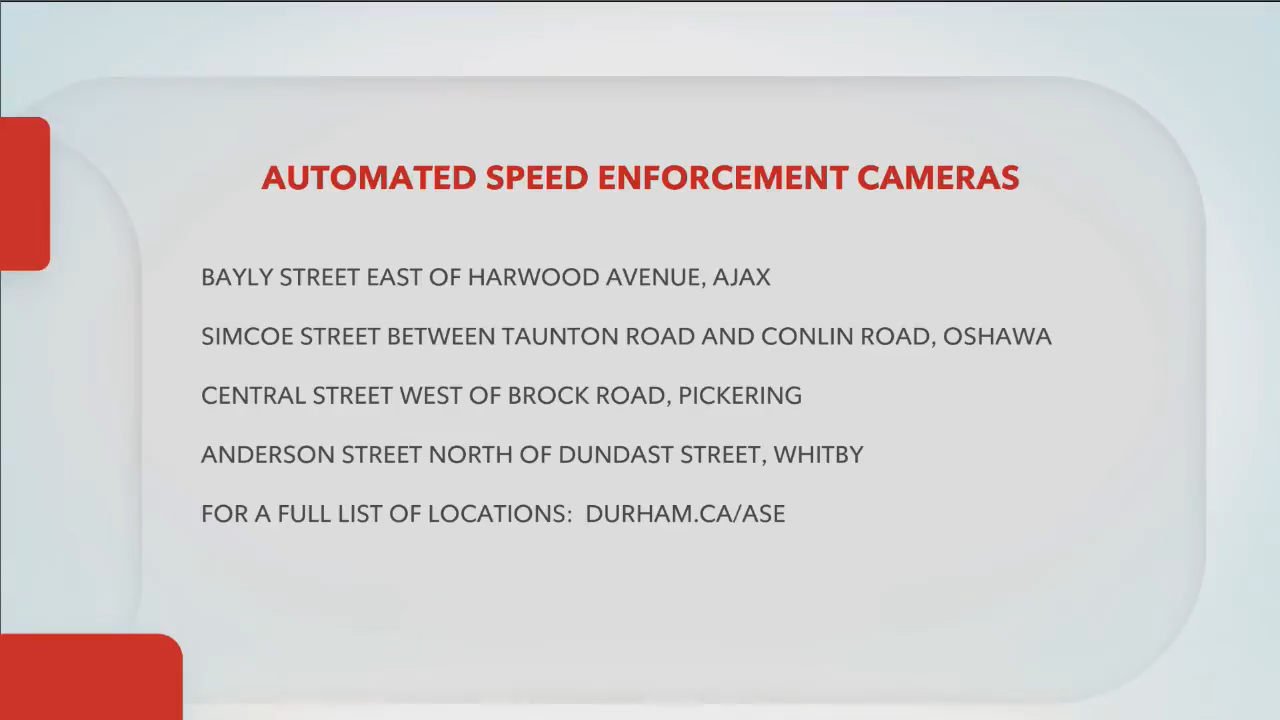 AUTOMATED SPEED ENFORCEMENT CAMERAS
BAYLY STREET EAST OF HARWOOD AVENUE, AJAX
SIMCOE STREET BETWEEN TAUNTON ROAD AND CONLIN ROAD, OSHAWA
CENTRAL STREET WEST OF BROCK ROAD, PICKERING
ANDERSON STREET NORTH OF DUNDAST STREET, WHITBY
FOR A FULL LIST OF LOCATIONS: DURHAM.CA/ASE